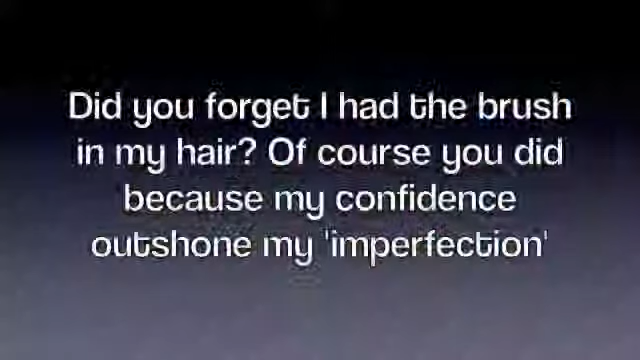 Did you forget I had the brush
in my hair? Of course you did
because my confidence
outshone my 'imperfection'